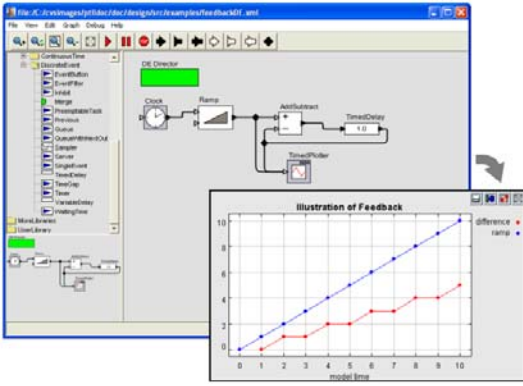 file:/C:/cvsimages/ptII/doc/design/src/examples/feedbackDE.xml
File View Edit Graph Debug Help
ContinuousTime
DiscreteEvent
EventButton
EventFilter
Inhibit
Merge
PreemptableTask
Previous
Queue
QueueWithNextOut
Sampler
Server
SingleEvent
TimedDelay
TimeGap
Timer
VariableDelay
WaitingTime
MoreLibraries
UserLibrary
DE Director
Clock
Ramp
AddSubtract
+
–
TimedDelay
1.0
TimedPlotter
Illustration of Feedback
difference
ramp
10
8
6
4
2
0
0 1 2 3 4 5 6 7 8 9 10
model time